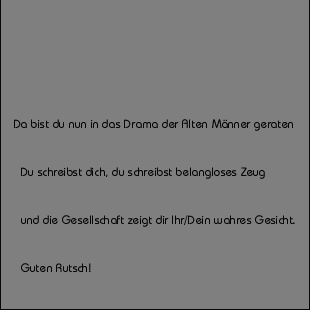 Da bist du nun in das Drama der Alten Männer geraten
Du schreibst dich, du schreibst belangloses Zeug
und die Gesellschaft zeigt dir Ihr/Dein wahres Gesicht.
Guten Rutsch!